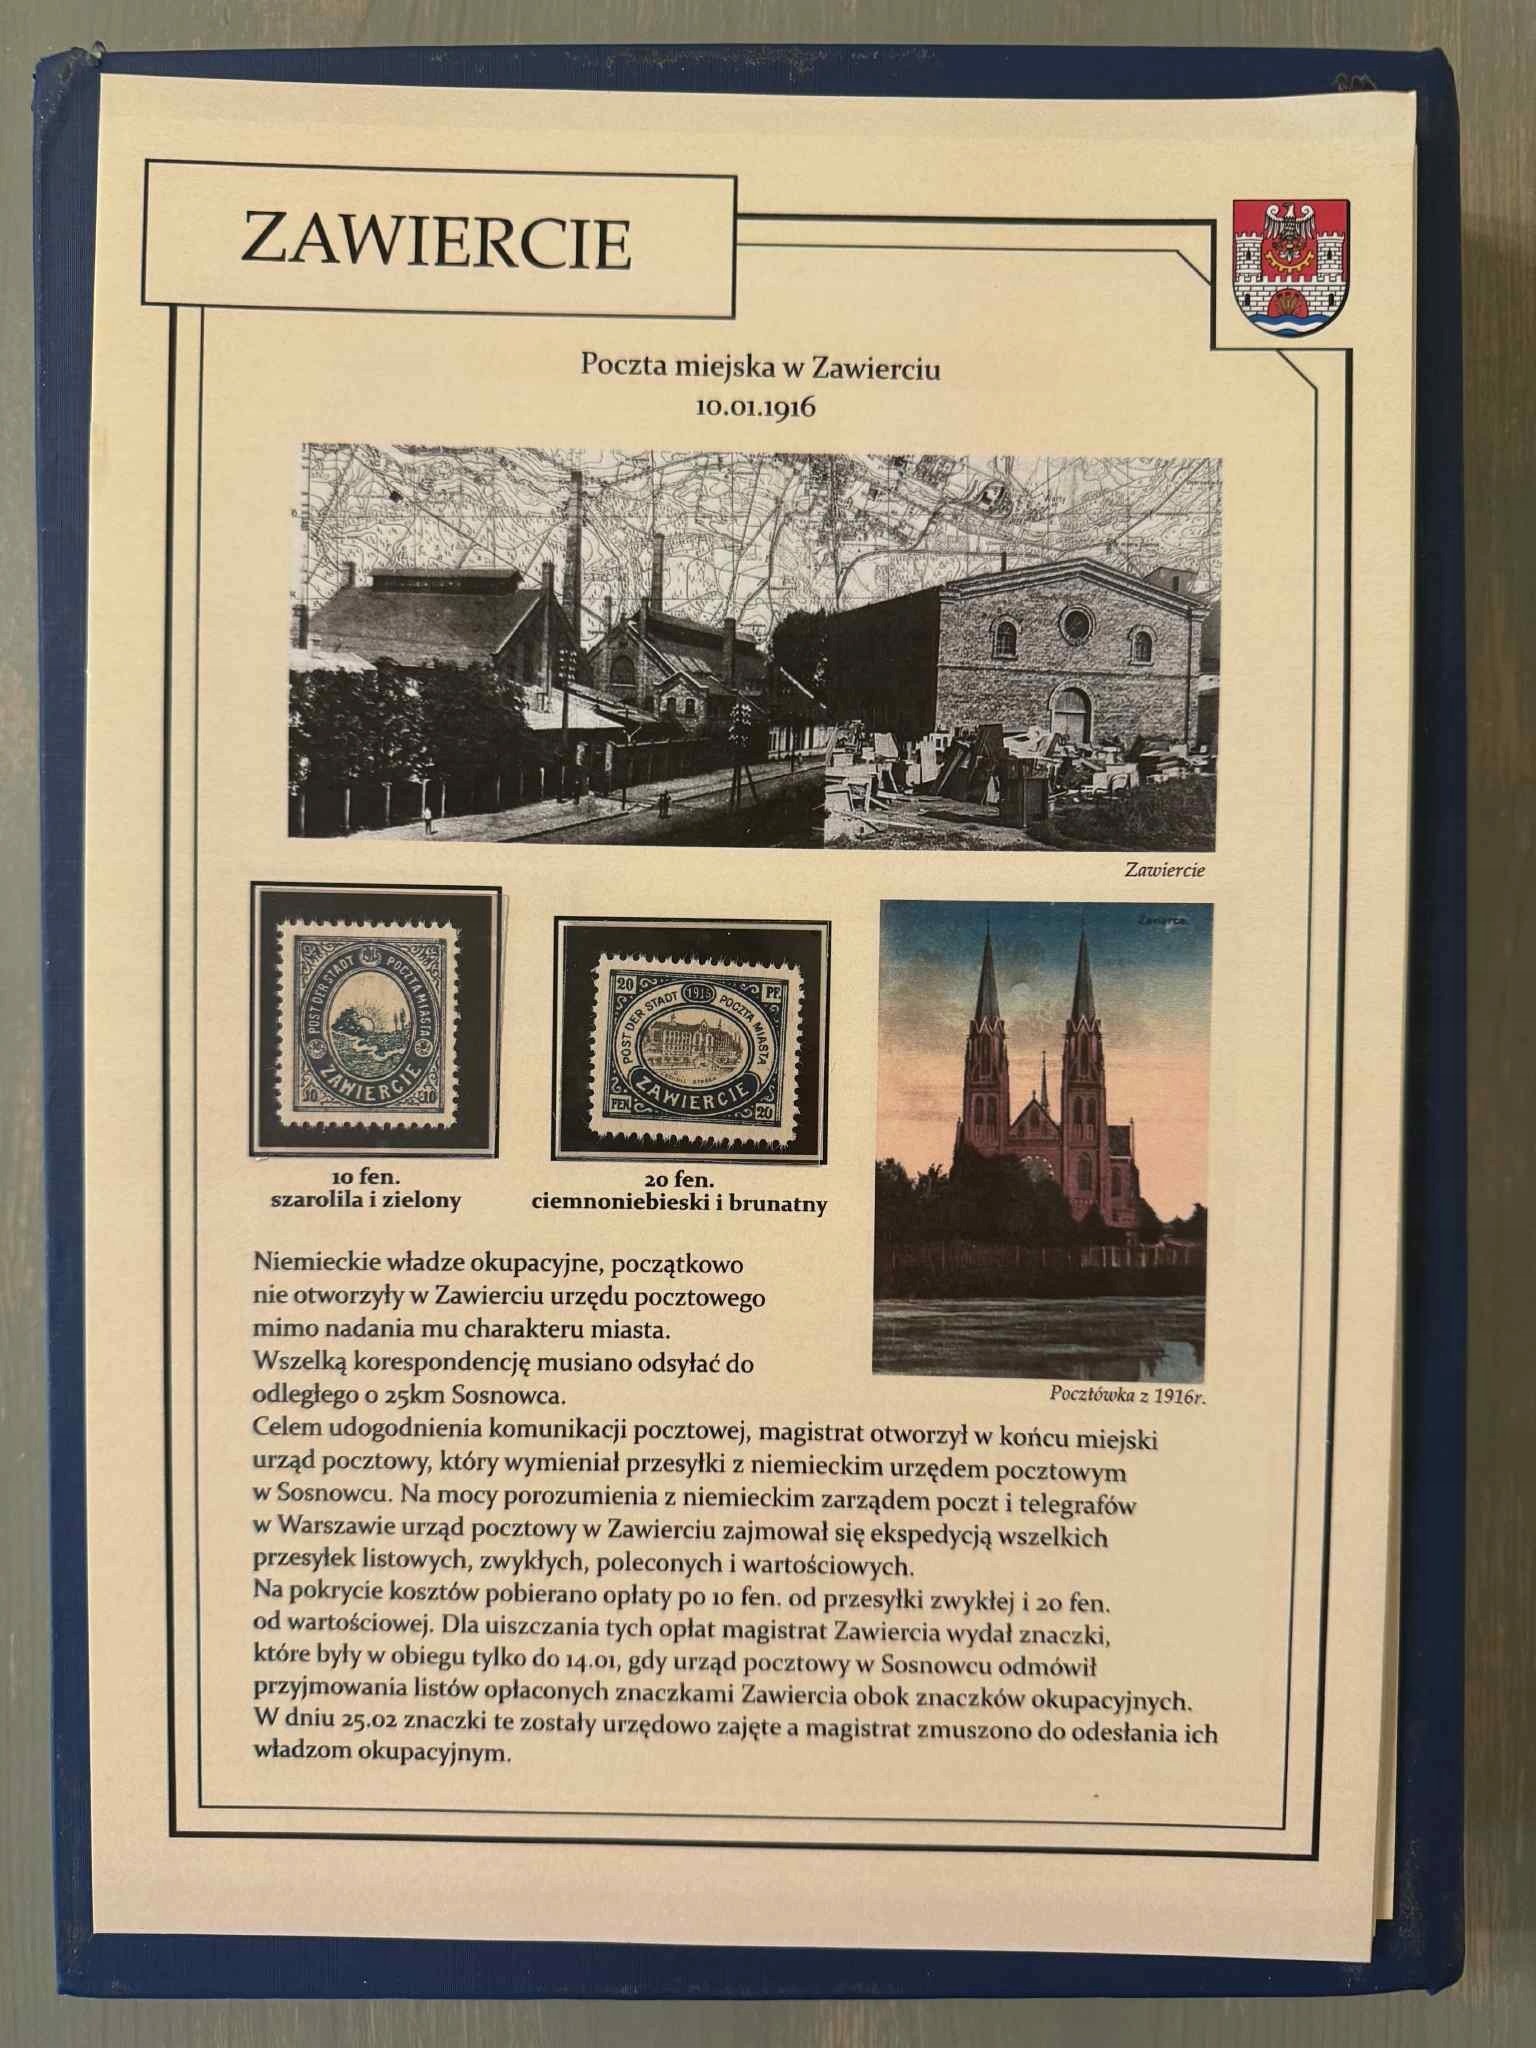 ZAWIERCIE
Poczta miejska w Zawierciu
10.01.1916
Zawiercie
POST DER STADT POCZTA MIASTA
ZAWIERCIE
10 10
20 1916 PF.
POST DER STADT POCZTA MIASTA
ZAWIERCIE
FEN. 20
10 fen.
szarolila i zielony
20 fen.
ciemnoniebieski i brunatny
Pocztówka z 1916r.
Niemieckie władze okupacyjne, początkowo
nie otworzyły w Zawierciu urzędu pocztowego
mimo nadania mu charakteru miasta.
Wszelką korespondencję musiano odsyłać do
odległego o 25km Sosnowca.
Celem udogodnienia komunikacji pocztowej, magistrat otworzył w końcu miejski
urząd pocztowy, który wymieniał przesyłki z niemieckim urzędem pocztowym
w Sosnowcu. Na mocy porozumienia z niemieckim zarządem poczt i telegrafów
w Warszawie urząd pocztowy w Zawierciu zajmował się ekspedycją wszelkich
przesyłek listowych, zwykłych, poleconych i wartościowych.
Na pokrycie kosztów pobierano opłaty po 10 fen. od przesyłki zwykłej i 20 fen.
od wartościowej. Dla uiszczania tych opłat magistrat Zawiercia wydał znaczki,
które były w obiegu tylko do 14.01, gdy urząd pocztowy w Sosnowcu odmówił
przyjmowania listów opłaconych znaczkami Zawiercia obok znaczków okupacyjnych.
W dniu 25.02 znaczki te zostały urzędowo zajęte a magistrat zmuszono do odesłania ich
władzom okupacyjnym.